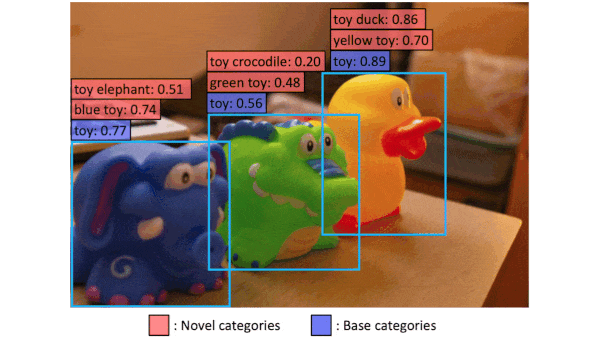 toy duck: 0.86
yellow toy: 0.70
toy: 0.89
toy crocodile: 0.20
green toy: 0.48
toy: 0.56
toy elephant: 0.51
blue toy: 0.74
toy: 0.77
: Novel categories
: Base categories